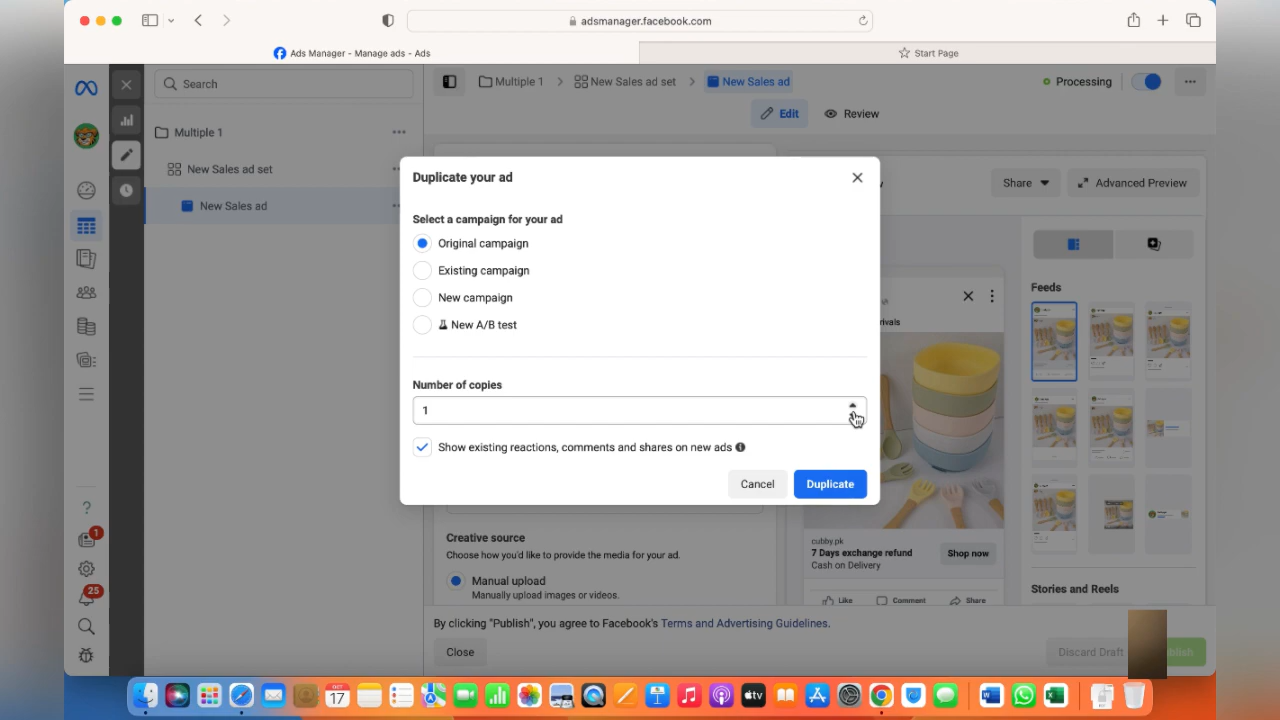 adsmanager.facebook.com
Ads Manager - Manage ads - Ads
Start Page
Search
Multiple 1
New Sales ad set
New Sales ad
Processing
Edit
Review
Multiple 1
New Sales ad set
New Sales ad
Share
Advanced Preview
Duplicate your ad
Select a campaign for your ad
Original campaign
Existing campaign
New campaign
New A/B test
Number of copies
1
Show existing reactions, comments and shares on new ads
Cancel
Duplicate
Feeds
Stories and Reels
cubby.pk
7 Days exchange refund
Cash on Delivery
Shop now
Like
Comment
Share
Creative source
Choose how you'd like to provide the media for your ad.
Manual upload
Manually upload images or videos.
By clicking "Publish", you agree to Facebook's Terms and Advertising Guidelines.
Close
Discard Draft
1
25
OCT
17
tv
W
X